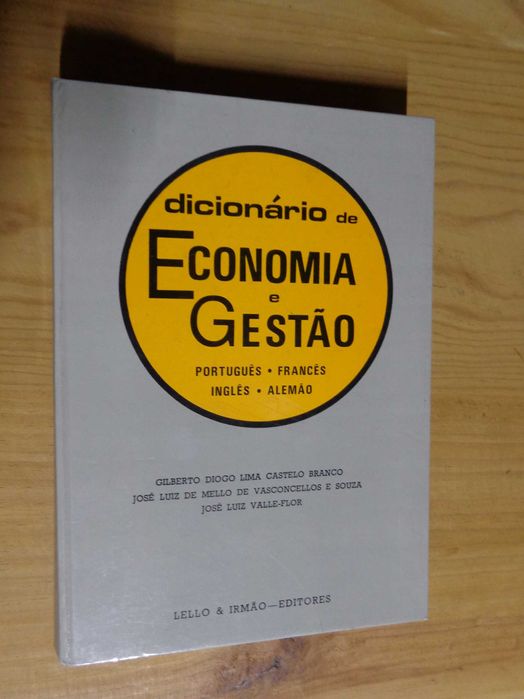 dicionário de
ECONOMIA
e
GESTÃO
PORTUGUÊS • FRANCÊS
INGLÊS • ALEMÃO
GILBERTO DIOGO LIMA CASTELO BRANCO
JOSÉ LUIZ DE MELLO DE VASCONCELLOS E SOUZA
JOSÉ LUIZ VALLE-FLOR
LELLO & IRMÃO—EDITORES